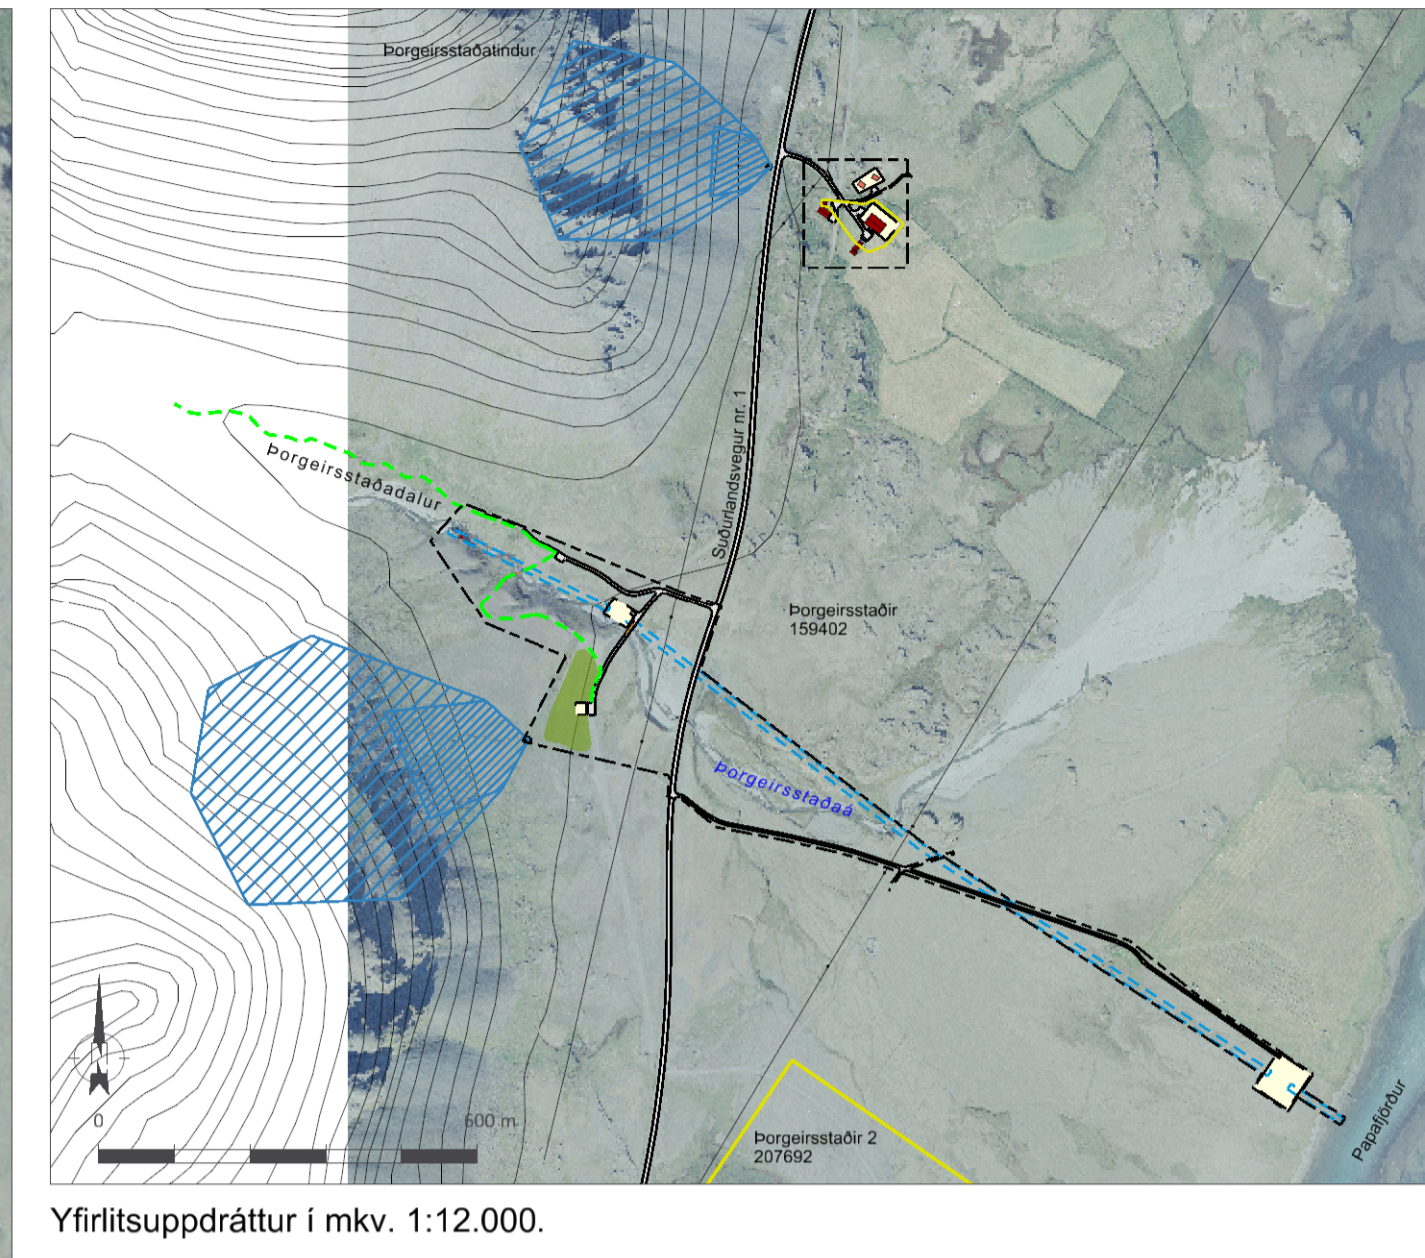 Þorgeirsstaðatindur
Þorgeirsstaðadalur
Suðurlandsvegur nr. 1
Þorgeirsstaðir
159402
Þorgeirsstaðaá
0
600 m
Þorgeirsstaðir 2
207692
Papafjörður
Yfirlitsuppdráttur í mkv. 1:12.000.